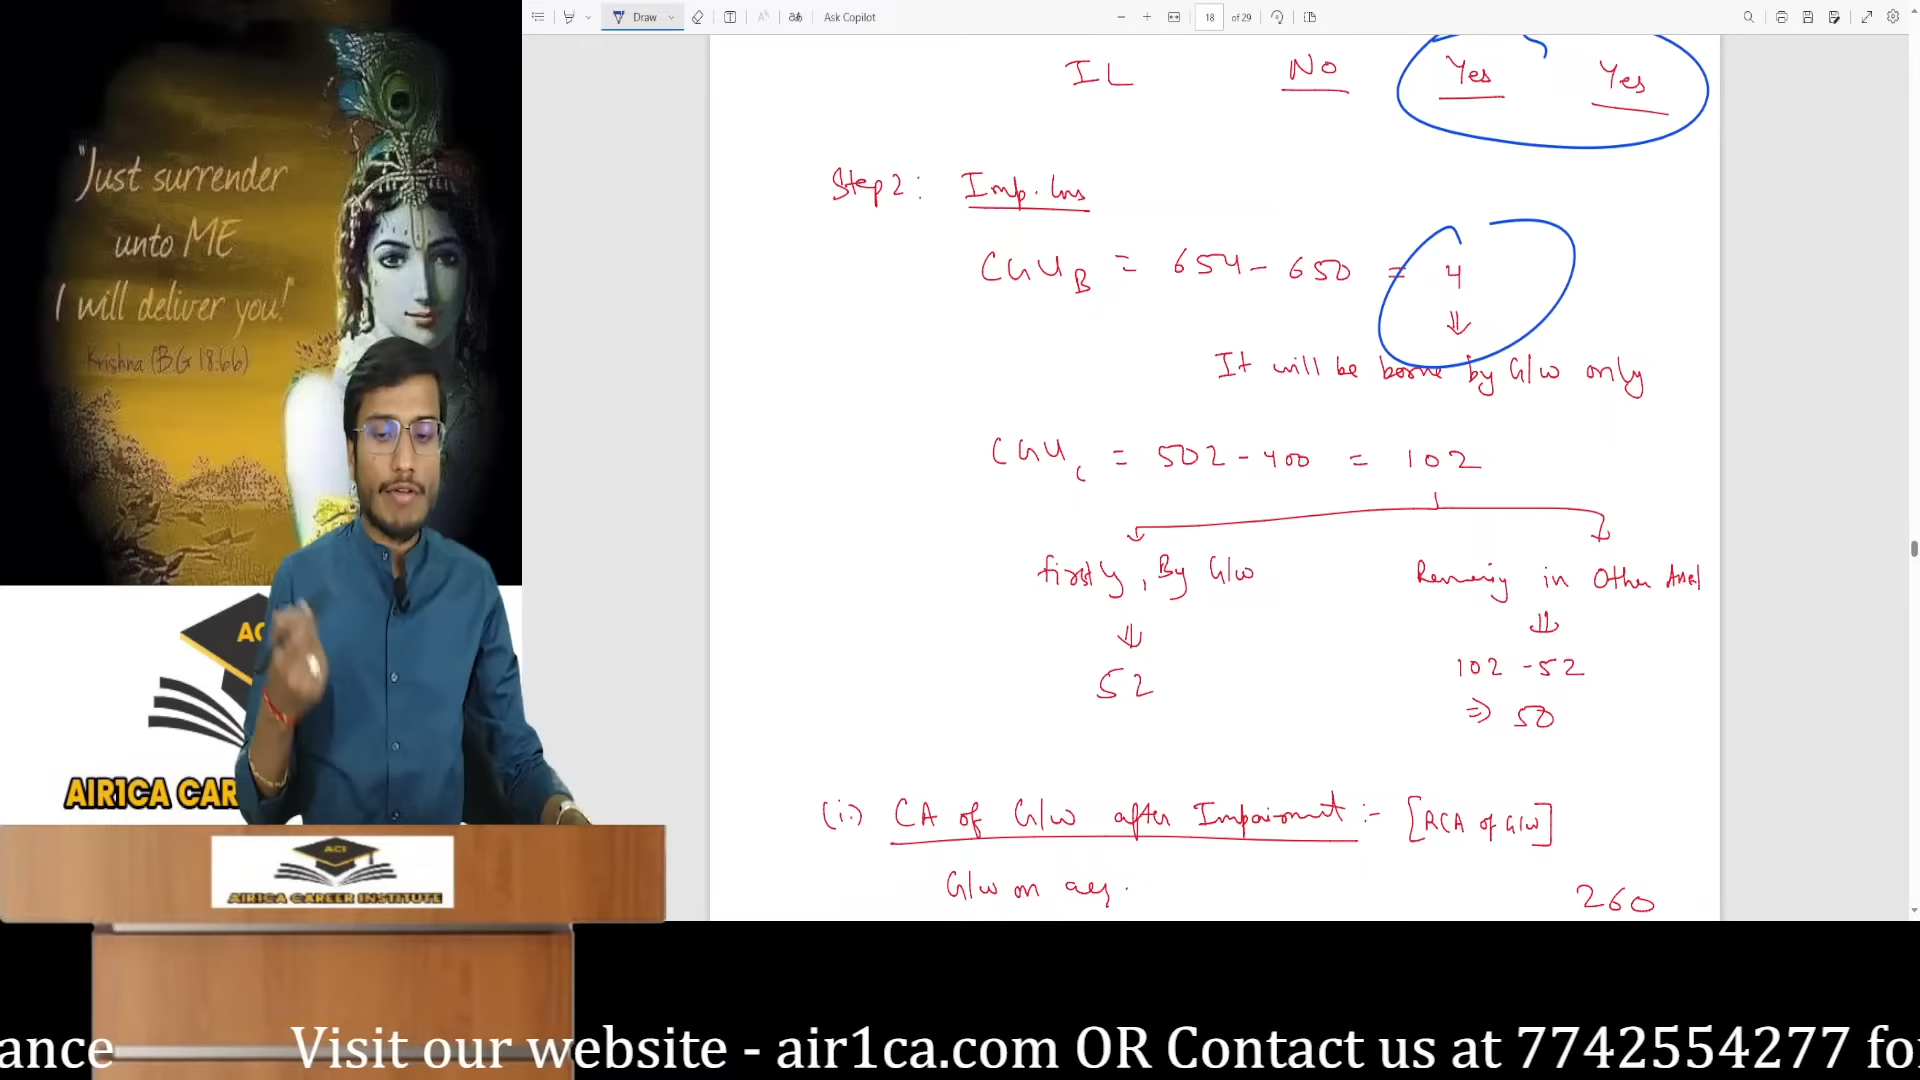 Draw
Ask Copilot
18
of 29
"Just surrender
unto ME
I will deliver you!"
Krishna (B.G 18:66)
IL No Yes Yes
Step 2: Imp. Loss
CGU B = 654 - 650 = 4
⇓
It will be borne by G/w only
CGU C = 502 - 400 = 102
firstly, By G/w
Remaining in Other Asset
⇓
52
⇓
102 - 52
⇒ 50
(i) CA of G/w after Impairment :- [RCA of G/w]
G/w on acq. 260
AIR1CA CAR
ACI
AIR1CA CAREER INSTITUTE
ance Visit our website - air1ca.com OR Contact us at 7742554277 fo